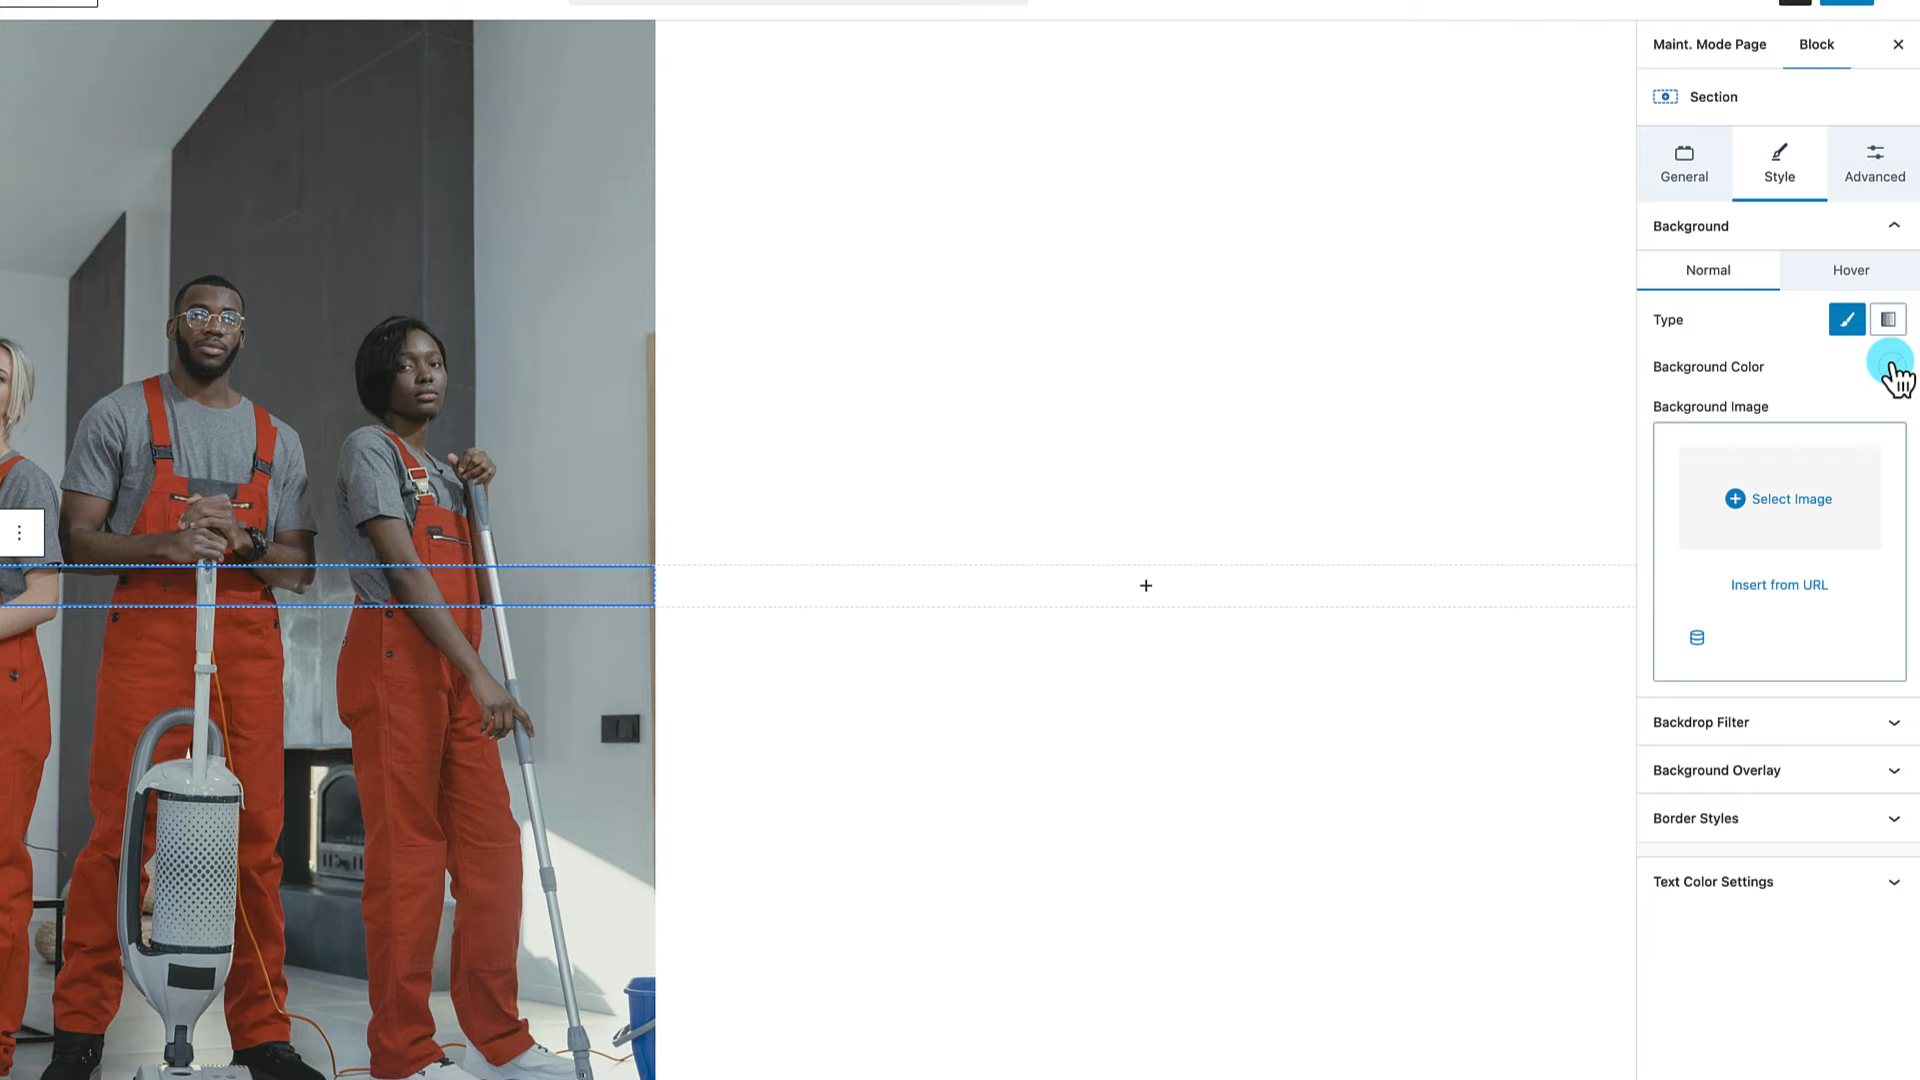 Maint. Mode Page
Block
Section
General
Style
Advanced
Background
Normal
Hover
Type
Background Color
Background Image
Select Image
Insert from URL
Backdrop Filter
Background Overlay
Border Styles
Text Color Settings